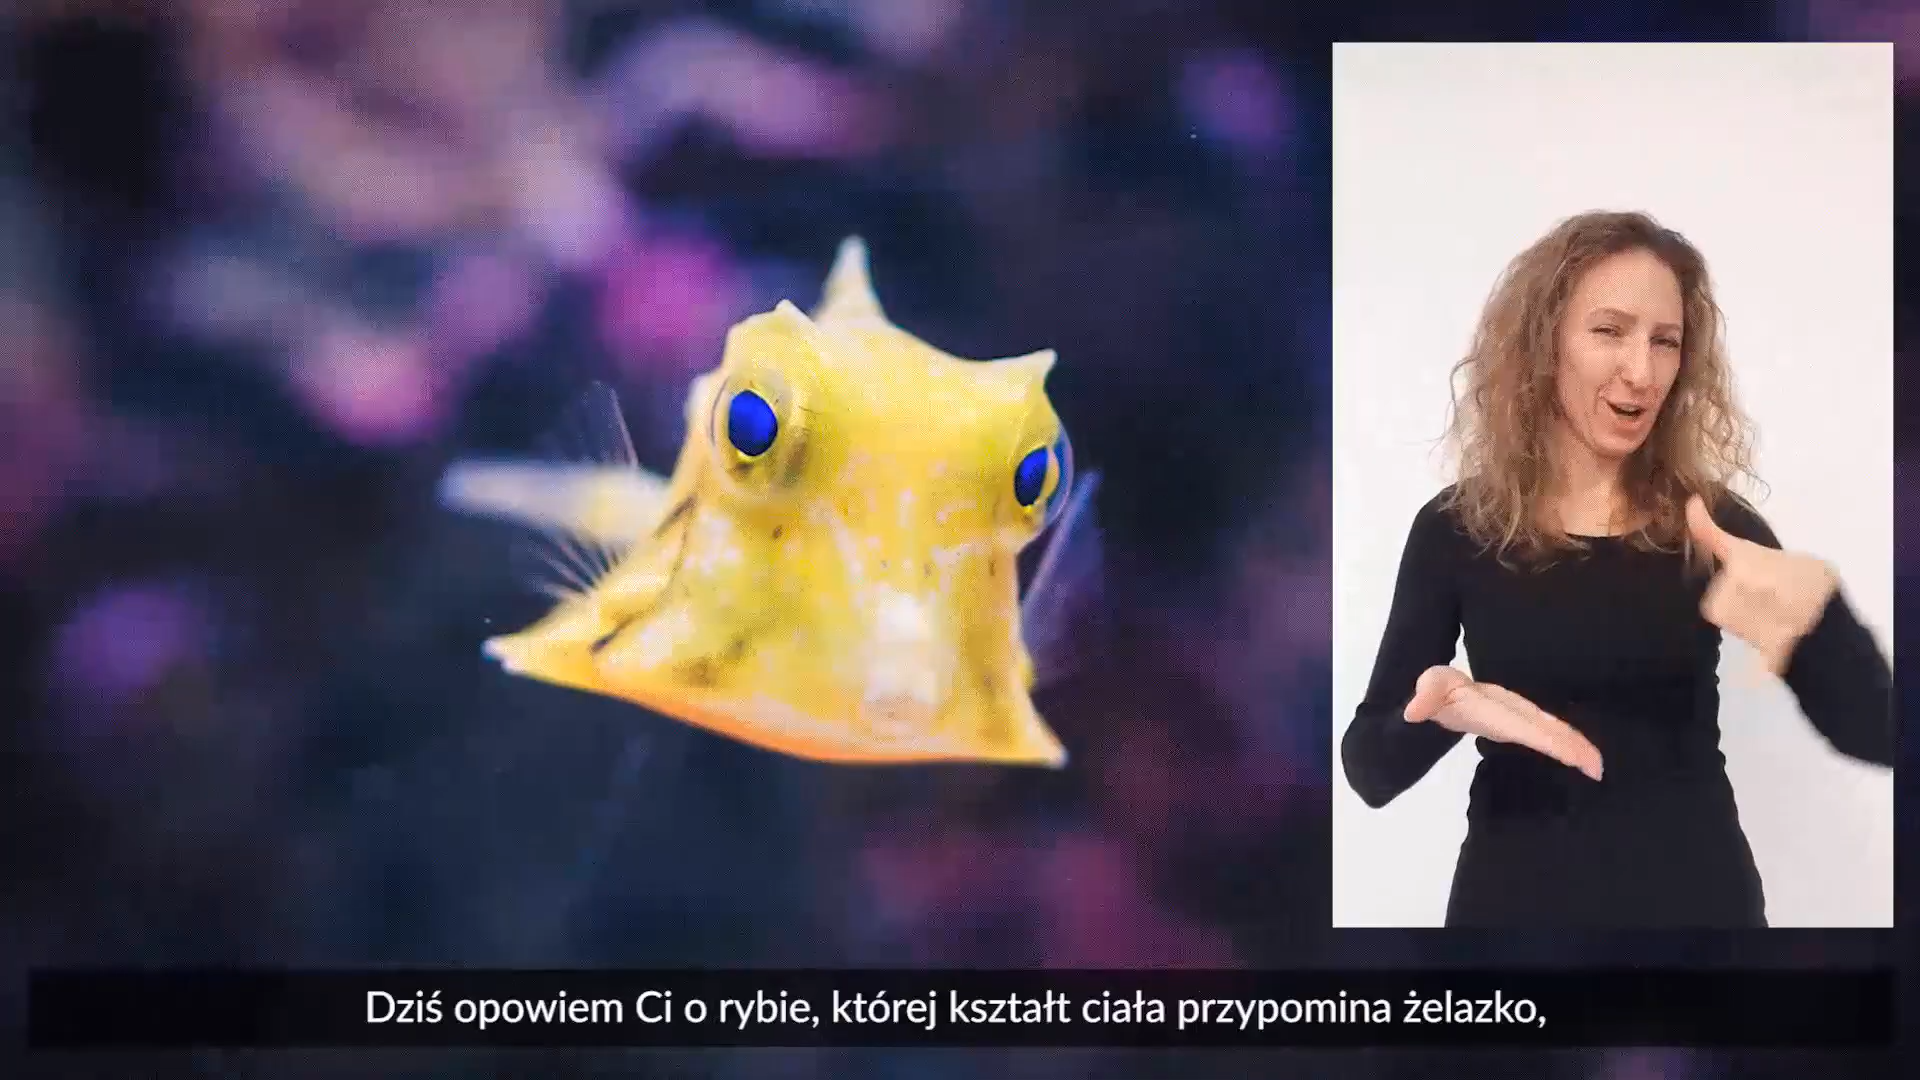 Dziś opowiem Ci o rybie, której kształt ciała przypomina żelazko,